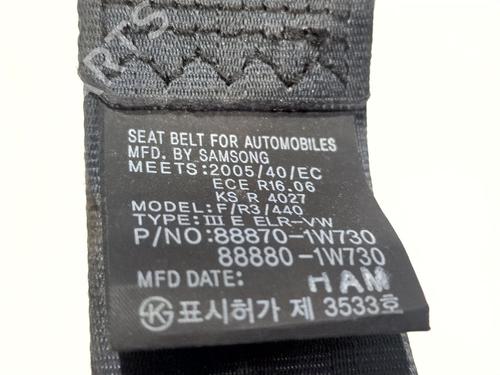 SEAT BELT FOR AUTOMOBILES
MFD. BY SAMSONG
MEETS:2005/40/EC
ECE R16.06
KS R 4027
MODEL: F/R3/440
TYPE: III E ELR-VW
P/NO:88870-1W730
88880-1W730
MFD DATE: HAM
표시허가 제 3533호